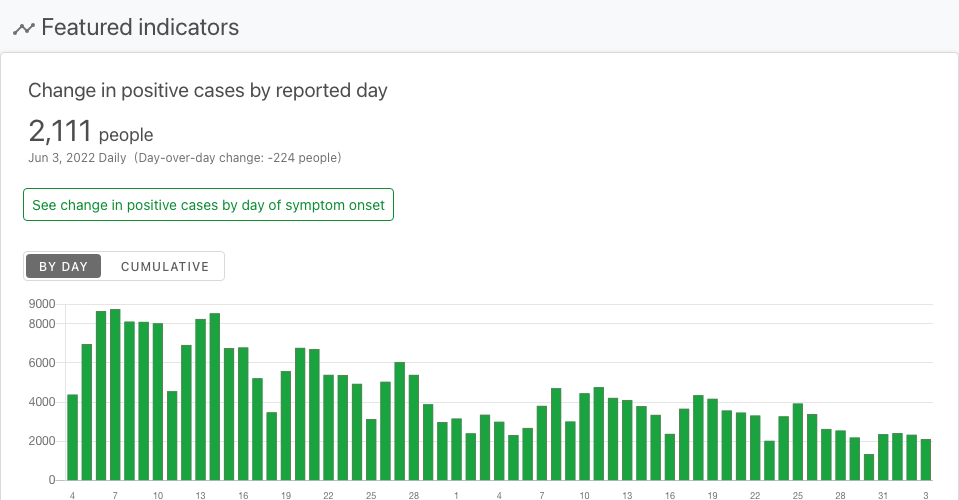 Featured indicators
Change in positive cases by reported day
2,111 people
Jun 3, 2022 Daily (Day-over-day change: -224 people)
See change in positive cases by day of symptom onset
BY DAY CUMULATIVE
9000
8000
6000
4000
2000
0
4 7 10 13 16 19 22 25 28 1 4 7 10 13 16 19 22 25 28 31 3